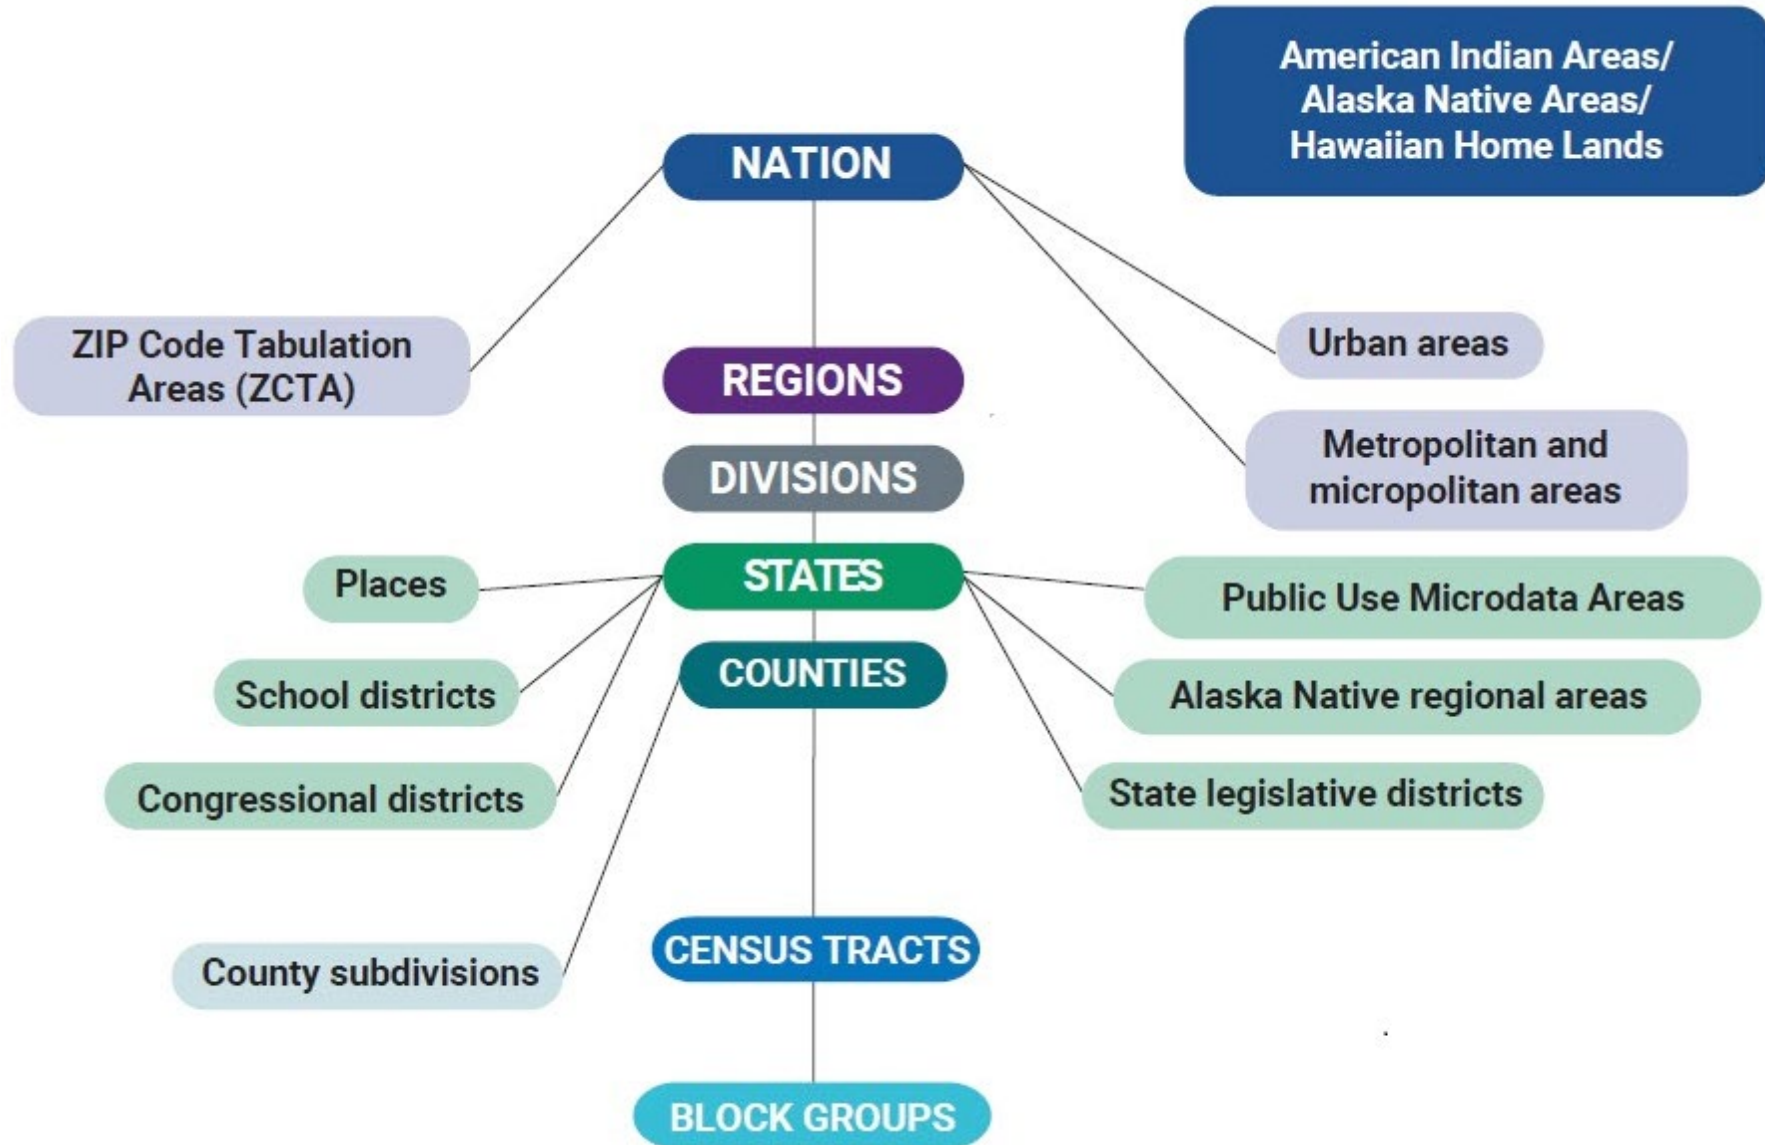 American Indian Areas/
Alaska Native Areas/
Hawaiian Home Lands
NATION
ZIP Code Tabulation
Areas (ZCTA)
Urban areas
REGIONS
Metropolitan and
micropolitan areas
DIVISIONS
STATES
Places
Public Use Microdata Areas
COUNTIES
School districts
Alaska Native regional areas
Congressional districts
State legislative districts
County subdivisions
CENSUS TRACTS
BLOCK GROUPS